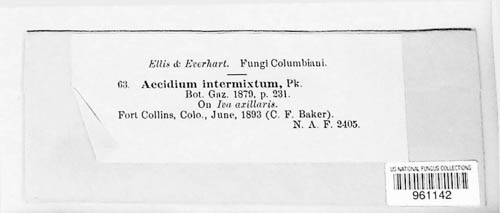 Ellis & Everhart. Fungi Columbiani.
63. Aecidium intermixtum, Pk.
Bot. Gaz. 1879, p. 231.
On Iva axillaris.
Fort Collins, Colo., June, 1893 (C. F. Baker).
N. A. F. 2405.
US NATIONAL FUNGUS COLLECTIONS
961142